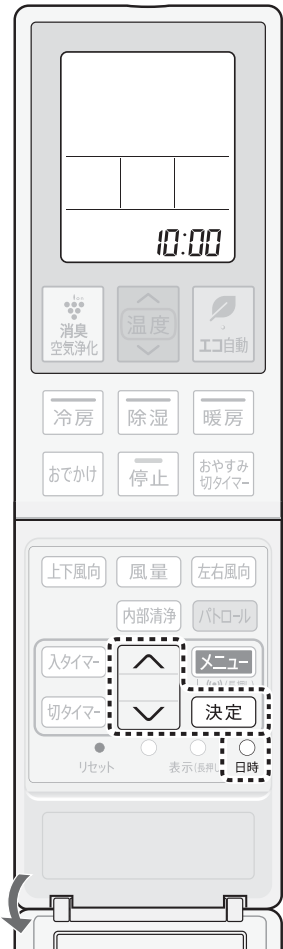 10:00
消臭
空気浄化
温度
エコ自動
冷房
除湿
暖房
おでかけ
停止
おやすみ
切タイマー
上下風向
風量
左右風向
内部清浄
パトロール
入タイマー
メニュー
切タイマー
決定
リセット
表示(長押し
日時